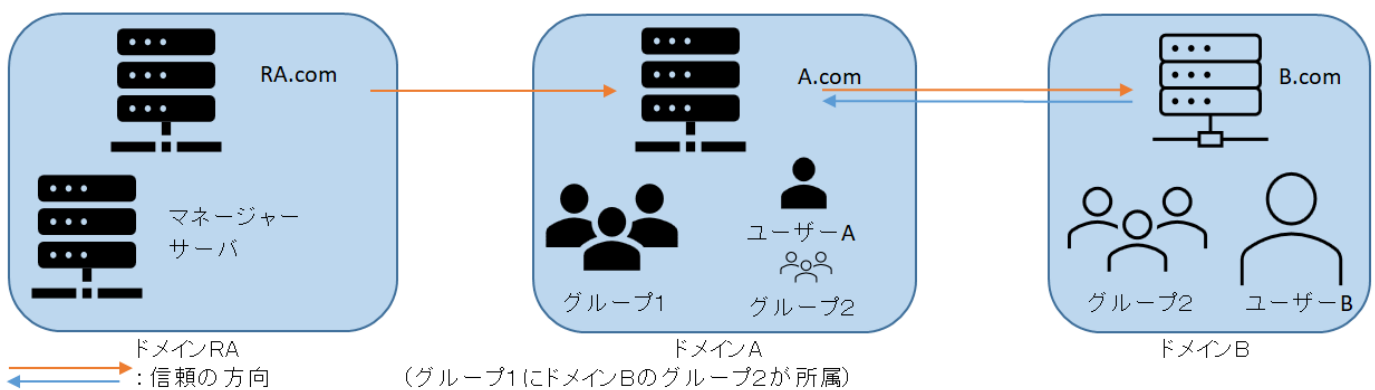 RA.com
マネージャー
サーバ
ドメインRA
A.com
ユーザーA
グループ1
グループ2
ドメインA
B.com
グループ2
ユーザーB
ドメインB
:信頼の方向
(グループ1にドメインBのグループ2が所属)